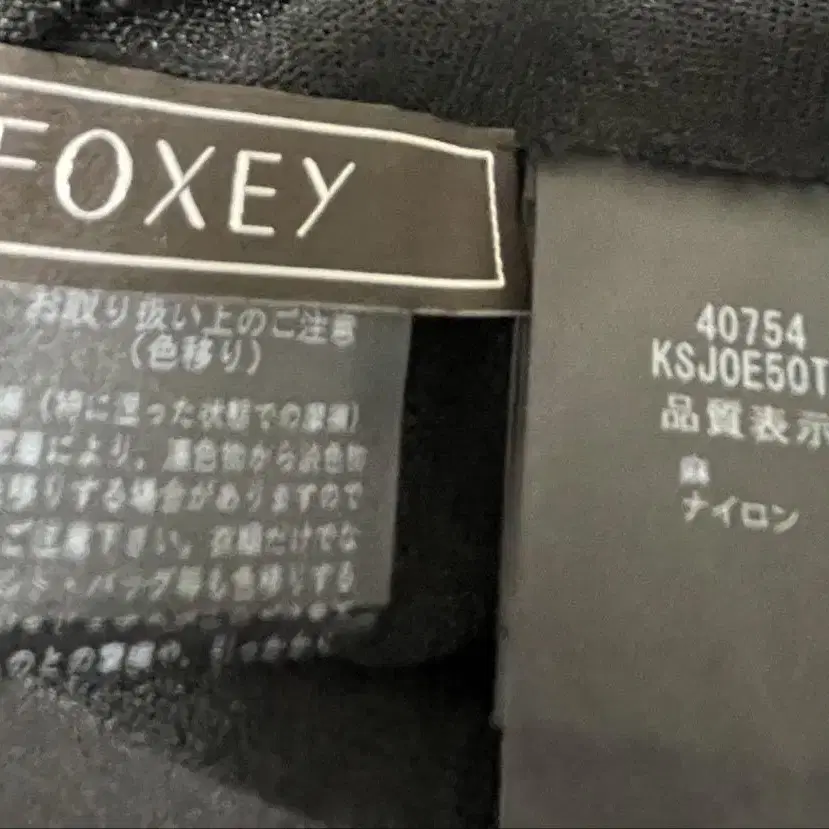 FOXEY
お取り扱い上のご注意
(色移り)
(特に湿った状態での摩擦)
により、濃色物から淡色物
移りする場合がありますので
ご注意下さい。衣類だけでな
バッグ等も色移りする
40754
KSJ0E50T
品質表示
麻
ナイロン